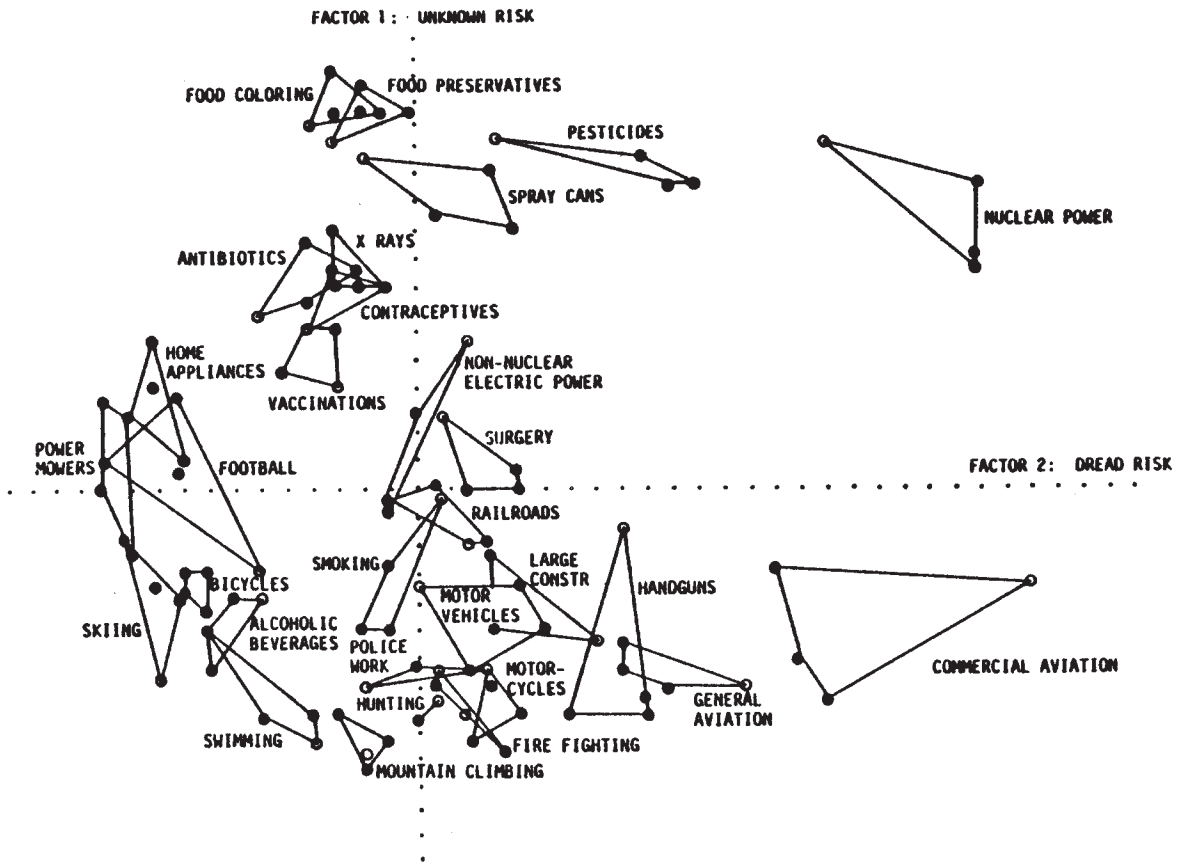 FACTOR 1: UNKNOWN RISK
FOOD PRESERVATIVES
FOOD COLORING
PESTICIDES
SPRAY CANS
NUCLEAR POWER
X RAYS
ANTIBIOTICS
CONTRACEPTIVES
HOME
APPLIANCES
NON-NUCLEAR
ELECTRIC POWER
VACCINATIONS
SURGERY
POWER
MOWERS
FOOTBALL
FACTOR 2: DREAD RISK
RAILROADS
SMOKING
LARGE
CONSTR
BICYCLES
HANDGUNS
MOTOR
VEHICLES
ALCOHOLIC
BEVERAGES
SKIING
POLICE
WORK
COMMERCIAL AVIATION
MOTOR-
CYCLES
HUNTING
GENERAL
AVIATION
SWIMMING
FIRE FIGHTING
MOUNTAIN CLIMBING